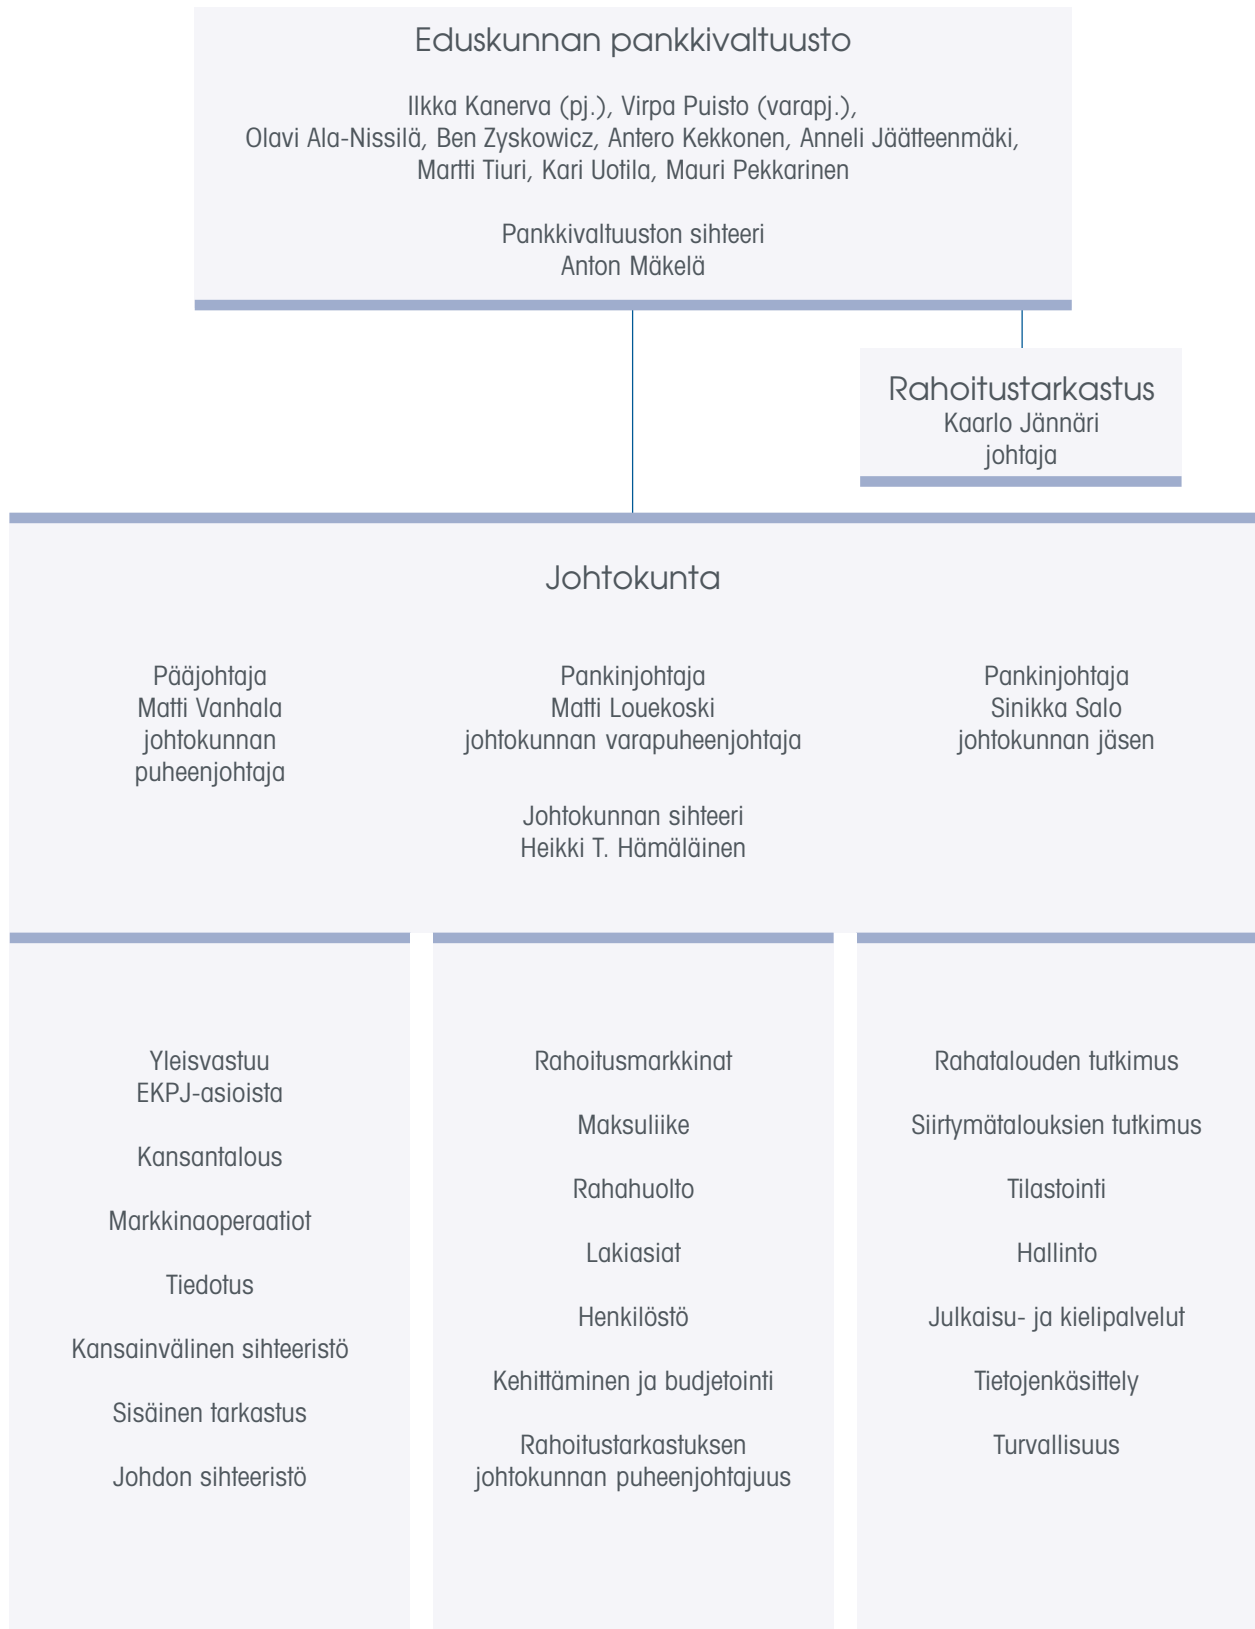 Eduskunnan pankkivaltuusto
Ilkka Kanerva (pj.), Virpa Puisto (varapj.),
Olavi Ala-Nissilä, Ben Zyskowicz, Antero Kekkonen, Anneli Jäätteenmäki,
Martti Tiuri, Kari Uotila, Mauri Pekkarinen
Pankkivaltuuston sihteeri
Anton Mäkelä
Rahoitustarkastus
Kaarlo Jännäri
johtaja
Johtokunta
Pääjohtaja
Matti Vanhala
johtokunnan
puheenjohtaja
Pankinjohtaja
Matti Louekoski
johtokunnan varapuheenjohtaja
Pankinjohtaja
Sinikka Salo
johtokunnan jäsen
Johtokunnan sihteeri
Heikki T. Hämäläinen
Yleisvastuu
EKPJ-asioista
Kansantalous
Markkinaoperaatiot
Tiedotus
Kansainvälinen sihteeristö
Sisäinen tarkastus
Johdon sihteeristö
Rahoitusmarkkinat
Maksuliike
Rahahuolto
Lakiasiat
Henkilöstö
Kehittäminen ja budjetointi
Rahoitustarkastuksen
johtokunnan puheenjohtajuus
Rahatalouden tutkimus
Siirtymätalouksien tutkimus
Tilastointi
Hallinto
Julkaisu- ja kielipalvelut
Tietojenkäsittely
Turvallisuus